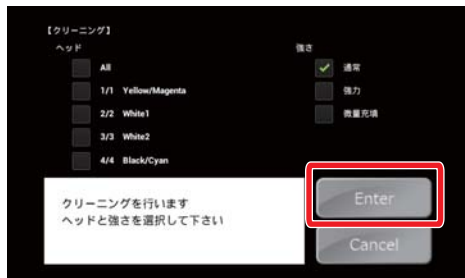 【クリーニング】
ヘッド
強さ
All
通常
1/1 Yellow/Magenta
強力
2/2 White1
微量充填
3/3 White2
4/4 Black/Cyan
クリーニングを行います
ヘッドと強さを選択して下さい
Enter
Cancel